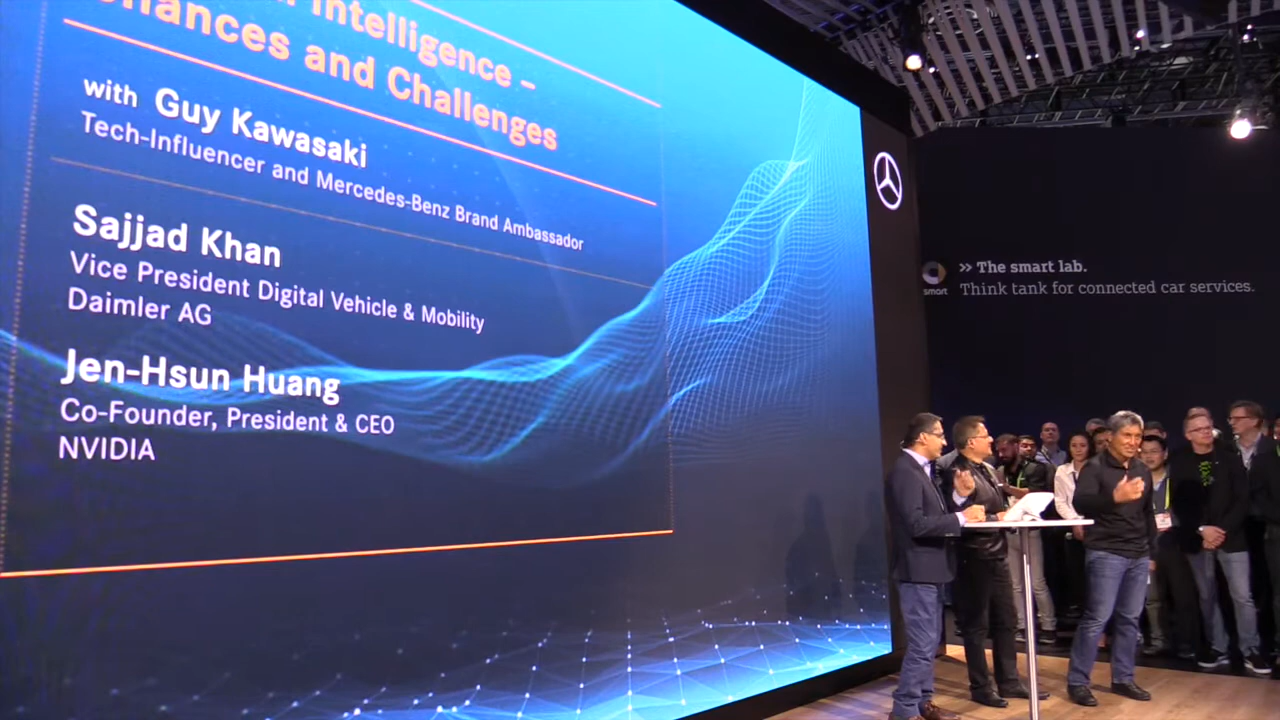 Intelligence –
Chances and Challenges
with Guy Kawasaki
Tech-Influencer and Mercedes-Benz Brand Ambassador
Sajjad Khan
Vice President Digital Vehicle & Mobility
Daimler AG
Jen-Hsun Huang
Co-Founder, President & CEO
NVIDIA
>> The smart lab.
smart
Think tank for connected car services.